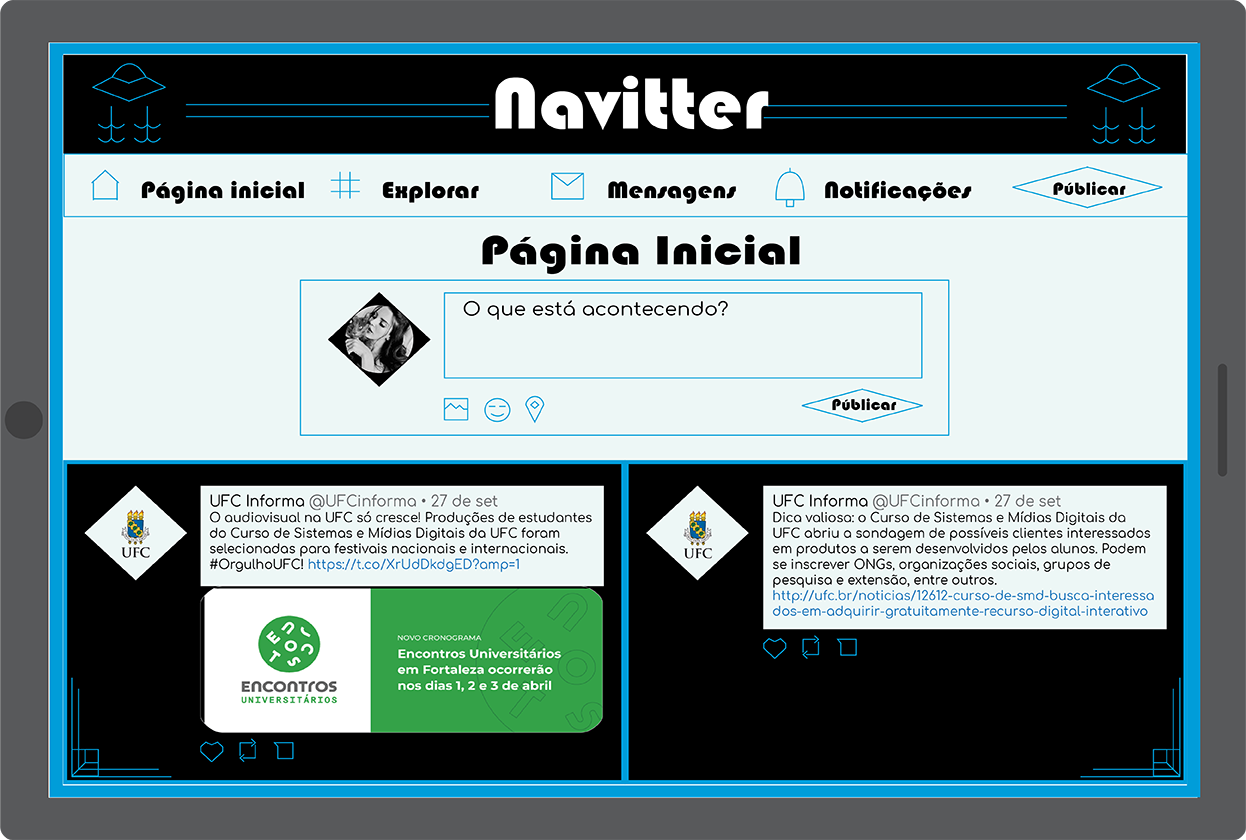 Navitter
Página inicial
Explorar
Mensagens
Notificações
Públicar
Página Inicial
O que está acontecendo?
Públicar
UFC
UFC Informa @UFCinforma • 27 de set
O audiovisual na UFC só cresce! Produções de estudantes
do Curso de Sistemas e Mídias Digitais da UFC foram
selecionadas para festivais nacionais e internacionais.
#OrgulhoUFC! https://t.co/XrUdDkdgED?amp=1
ENCONTROS
ENCONTROS
UNIVERSITÁRIOS
NOVO CRONOGRAMA
Encontros Universitários
em Fortaleza ocorrerão
nos dias 1, 2 e 3 de abril
UFC
UFC Informa @UFCinforma • 27 de set
Dica valiosa: o Curso de Sistemas e Mídias Digitais da
UFC abriu a sondagem de possíveis clientes interessados
em produtos a serem desenvolvidos pelos alunos. Podem
se inscrever ONGs, organizações sociais, grupos de
pesquisa e extensão, entre outros.
http://ufc.br/noticias/12612-curso-de-smd-busca-interessa
dos-em-adquirir-gratuitamente-recurso-digital-interativo